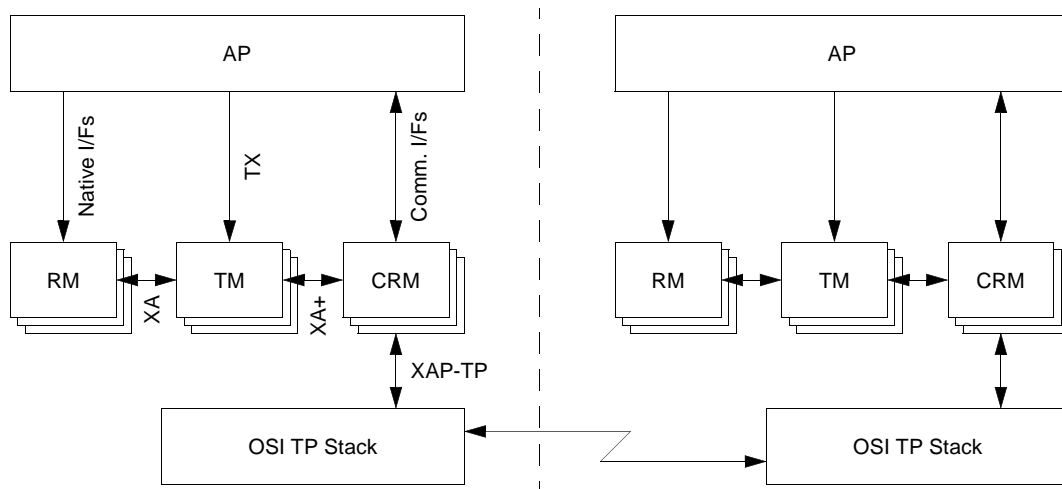 AP
AP
Native I/Fs
TX
Comm. I/Fs
RM
TM
CRM
RM
TM
CRM
XA
XA+
XAP-TP
OSI TP Stack
OSI TP Stack